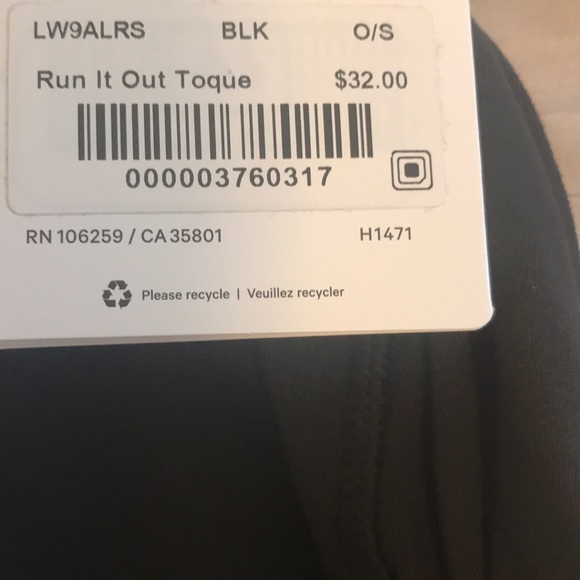 LW9ALRS BLK O/S
Run It Out Toque $32.00
000003760317
RN 106259 / CA 35801 H1471
Please recycle | Veuillez recycler